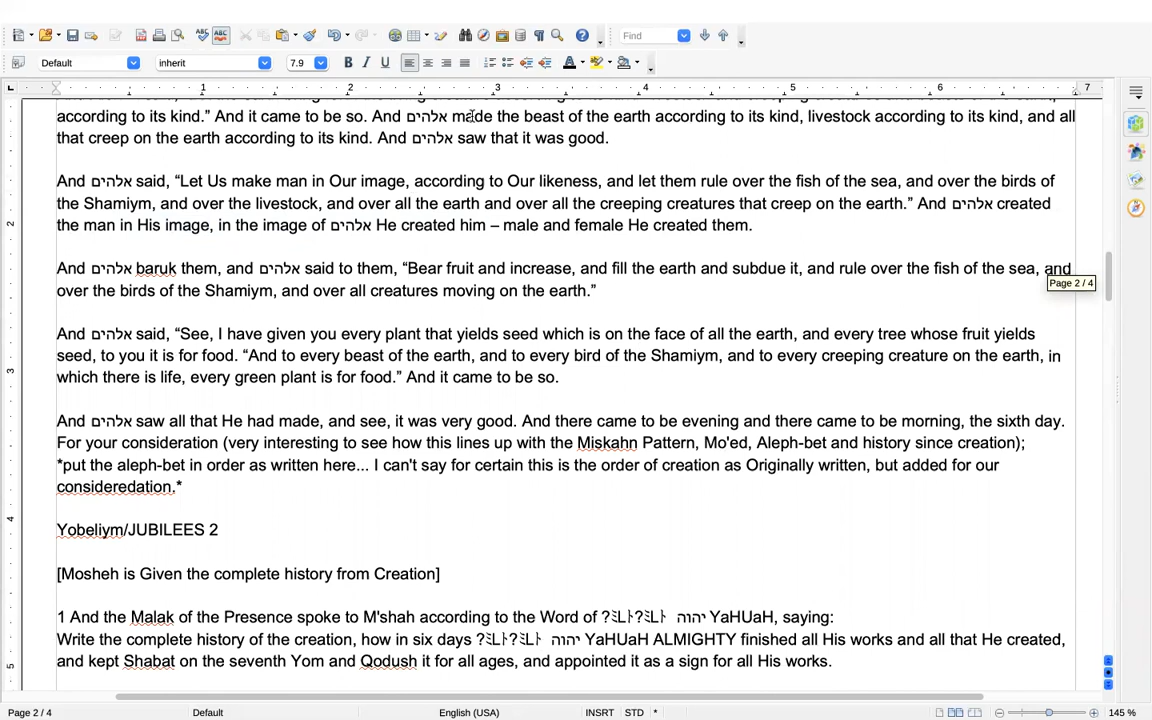 Find
Default
inherit
7.9
B I U
1 2 3 4 5 6 7
according to its kind.” And it came to be so. And אלהים made the beast of the earth according to its kind, livestock according to its kind, and all
that creep on the earth according to its kind. And אלהים saw that it was good.
And אלהים said, “Let Us make man in Our image, according to Our likeness, and let them rule over the fish of the sea, and over the birds of
the Shamiym, and over the livestock, and over all the earth and over all the creeping creatures that creep on the earth.” And אלהים created
the man in His image, in the image of אלהים He created him – male and female He created them.
And אלהים baruk them, and אלהים said to them, “Bear fruit and increase, and fill the earth and subdue it, and rule over the fish of the sea, and
over the birds of the Shamiym, and over all creatures moving on the earth.”
Page 2 / 4
And אלהים said, “See, I have given you every plant that yields seed which is on the face of all the earth, and every tree whose fruit yields
seed, to you it is for food. “And to every beast of the earth, and to every bird of the Shamiym, and to every creeping creature on the earth, in
which there is life, every green plant is for food.” And it came to be so.
And אלהים saw all that He had made, and see, it was very good. And there came to be evening and there came to be morning, the sixth day.
For your consideration (very interesting to see how this lines up with the Miskahn Pattern, Mo'ed, Aleph-bet and history since creation);
*put the aleph-bet in order as written here... I can't say for certain this is the order of creation as Originally written, but added for our
consideredation.*
Yobeliym/JUBILEES 2
[Mosheh is Given the complete history from Creation]
1 And the Malak of the Presence spoke to M'shah according to the Word of יהוה YaHUaH, saying:
Write the complete history of the creation, how in six days יהוה YaHUaH ALMIGHTY finished all His works and all that He created,
and kept Shabat on the seventh Yom and Qodush it for all ages, and appointed it as a sign for all His works.
Page 2 / 4
Default
English (USA)
INSRT
STD
*
145 %